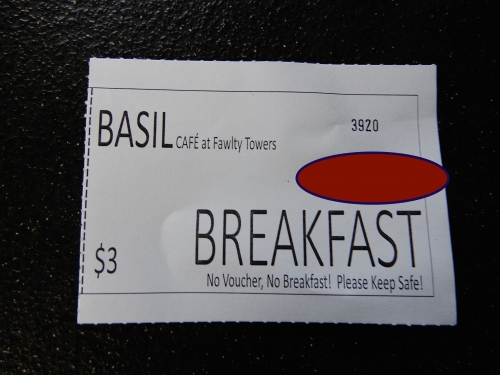 BASIL CAFÉ at Fawlty Towers
3920
BREAKFAST
$3
No Voucher, No Breakfast! Please Keep Safe!